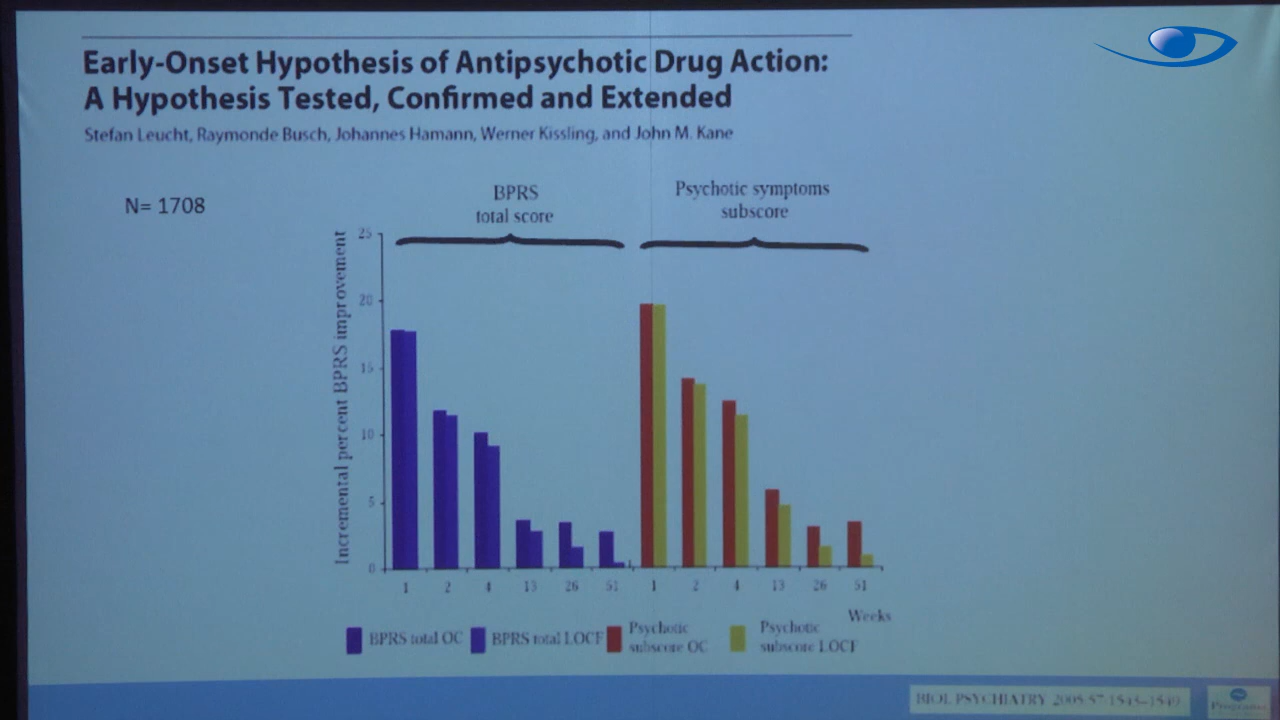 Early-Onset Hypothesis of Antipsychotic Drug Action:
A Hypothesis Tested, Confirmed and Extended
Stefan Leucht, Raymonde Busch, Johannes Hamann, Werner Kissling, and John M. Kane
N= 1708
BPRS
total score
Psychotic symptoms
subscore
Incremental percent BPRS improvement
25
20
15
10
5
0
1 2 4 13 26 51 1 2 4 13 26 51
Weeks
BPRS total OC
BPRS total LOCF
Psychotic
subscore OC
Psychotic
subscore LOCF
BIOL PSYCHIATRY 2005;57:1543–1549